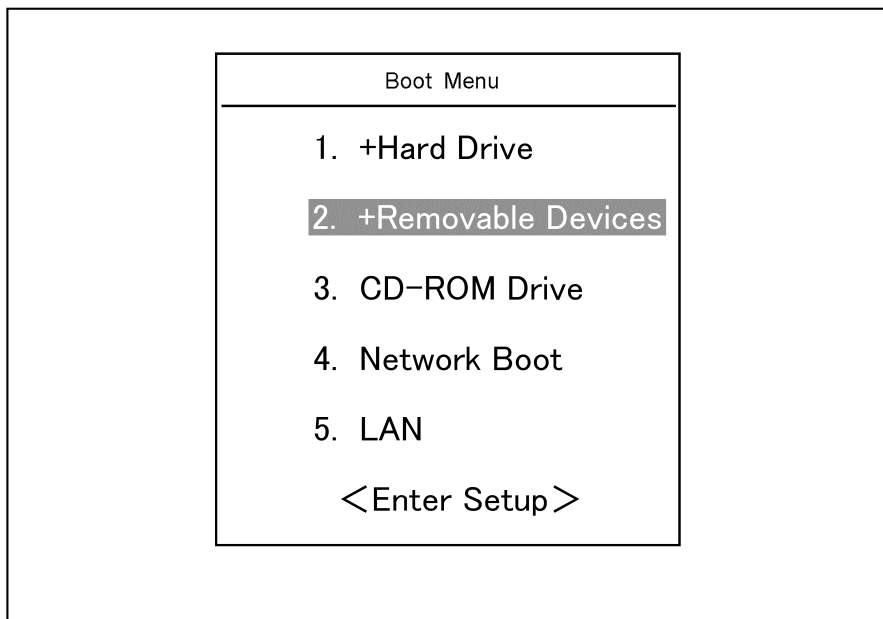 Boot Menu
1. +Hard Drive
2. +Removable Devices
3. CD-ROM Drive
4. Network Boot
5. LAN
<Enter Setup>